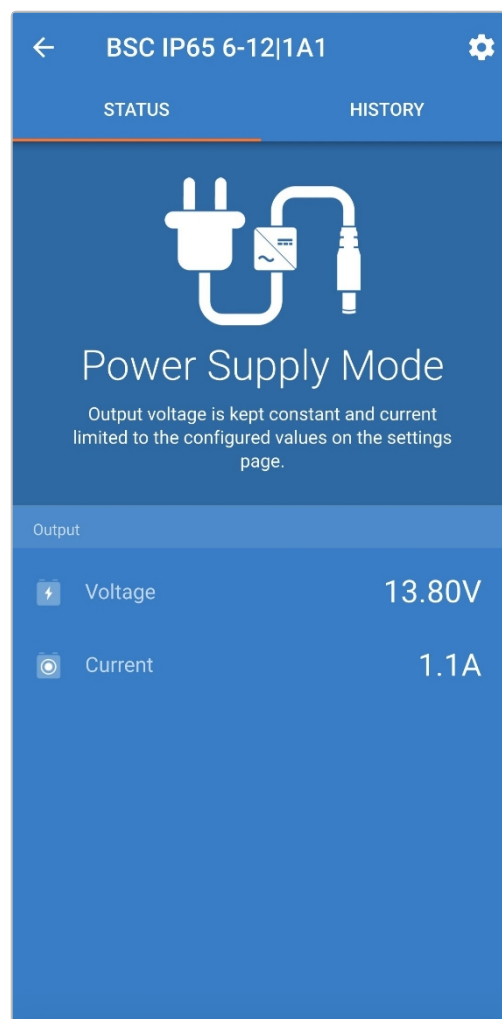 BSC IP65 6-12|1A1
STATUS HISTORY
Power Supply Mode
Output voltage is kept constant and current
limited to the configured values on the settings
page.
Output
Voltage 13.80V
Current 1.1A